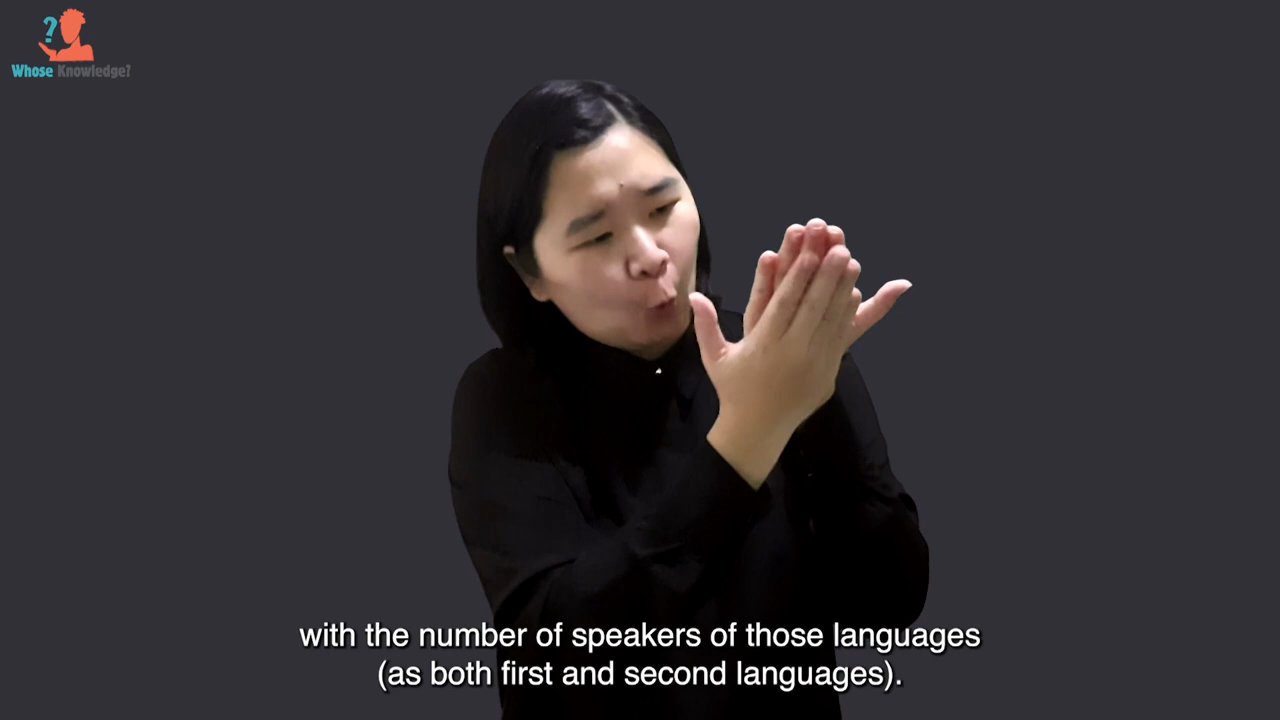 ?
Whose Knowledge?
with the number of speakers of those languages
(as both first and second languages).